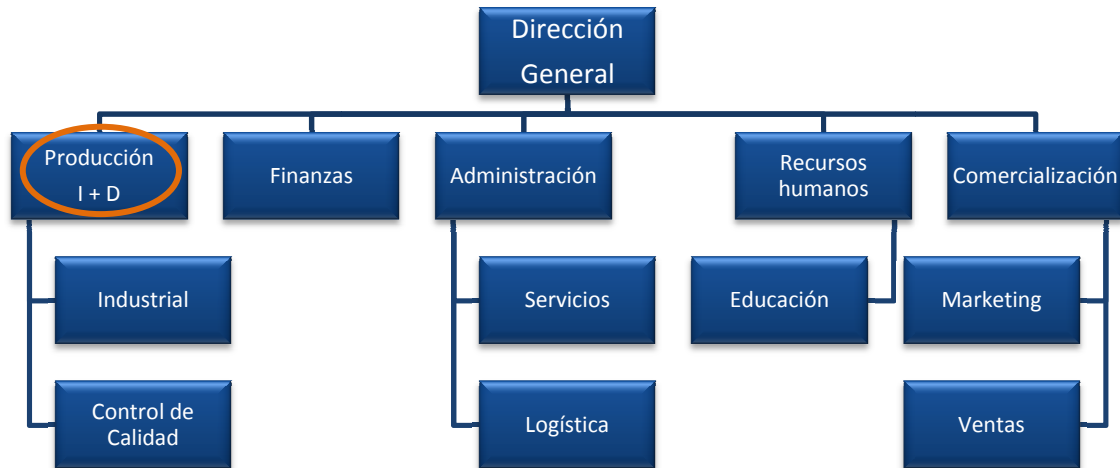 Dirección
General
Producción
I + D
Finanzas
Administración
Recursos
humanos
Comercialización
Industrial
Servicios
Educación
Marketing
Control de
Calidad
Logística
Ventas